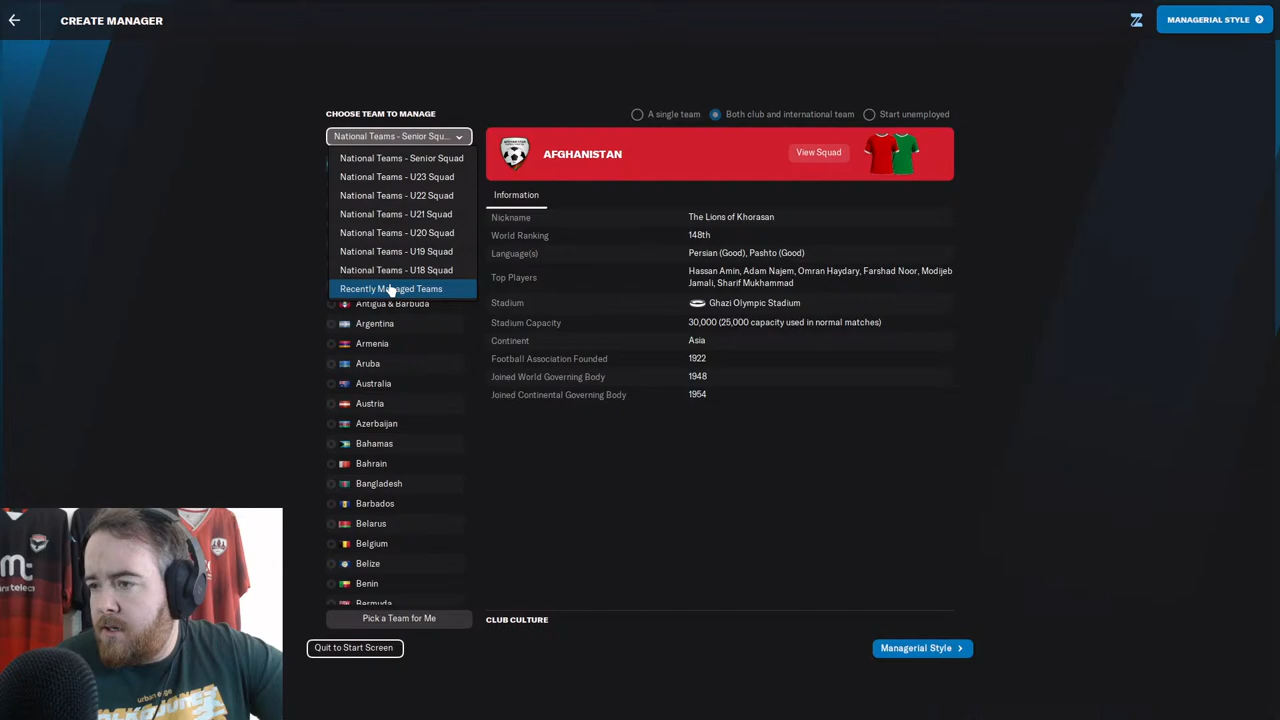 CREATE MANAGER
MANAGERIAL STYLE
CHOOSE TEAM TO MANAGE
A single team
Both club and international team
Start unemployed
National Teams - Senior Squ...
National Teams - Senior Squad
National Teams - U23 Squad
National Teams - U22 Squad
National Teams - U21 Squad
National Teams - U20 Squad
National Teams - U19 Squad
National Teams - U18 Squad
Recently Managed Teams
Antigua & Barbuda
Argentina
Armenia
Aruba
Australia
Austria
Azerbaijan
Bahamas
Bahrain
Bangladesh
Barbados
Belarus
Belgium
Belize
Benin
Bermuda
Pick a Team for Me
Quit to Start Screen
AFGHANISTAN
View Squad
Information
Nickname The Lions of Khorasan
World Ranking 148th
Language(s) Persian (Good), Pashto (Good)
Top Players Hassan Amin, Adam Najem, Omran Haydary, Farshad Noor, Modijeb
Jamali, Sharif Mukhammad
Stadium Ghazi Olympic Stadium
Stadium Capacity 30,000 (25,000 capacity used in normal matches)
Continent Asia
Football Association Founded 1922
Joined World Governing Body 1948
Joined Continental Governing Body 1954
CLUB CULTURE
Managerial Style